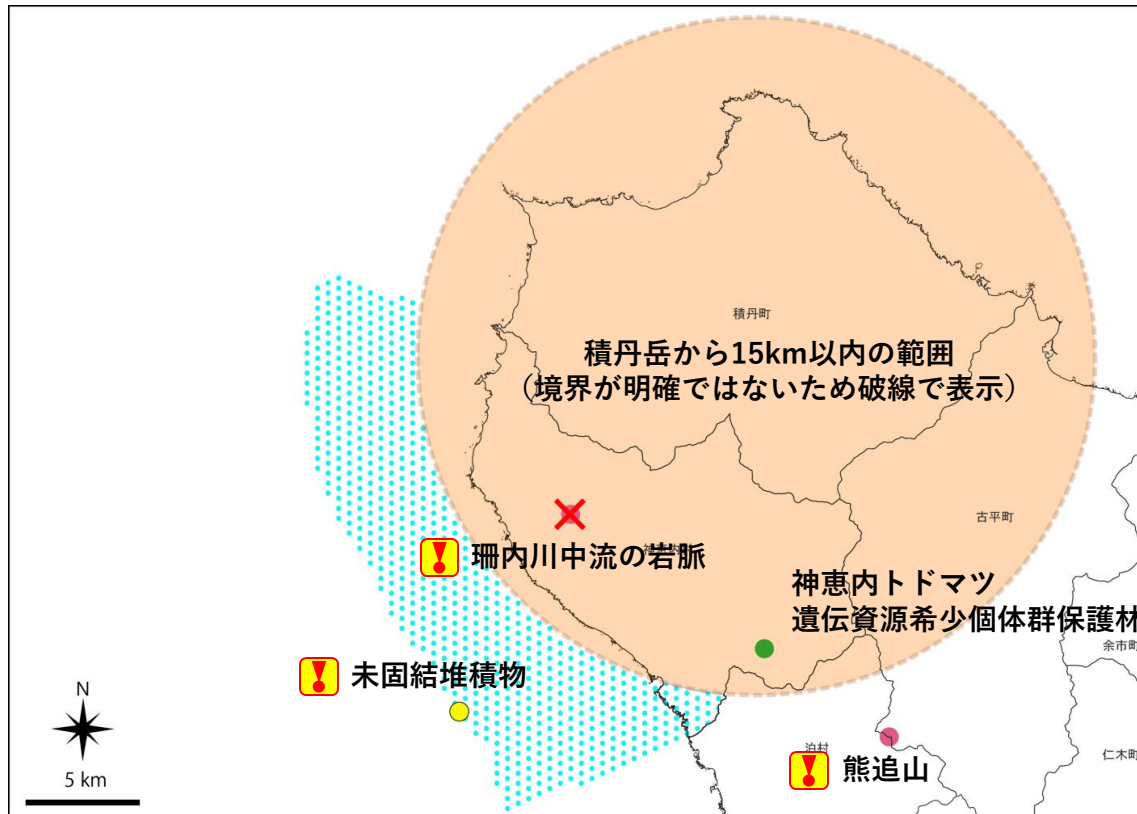 積丹町
積丹岳から15km以内の範囲
（境界が明確ではないため破線で表示）
古平町
珊内川中流の岩脈
神恵内トドマツ
遺伝資源希少個体群保護林
余市町
未固結堆積物
N
5 km
泊村
熊追山
仁木町